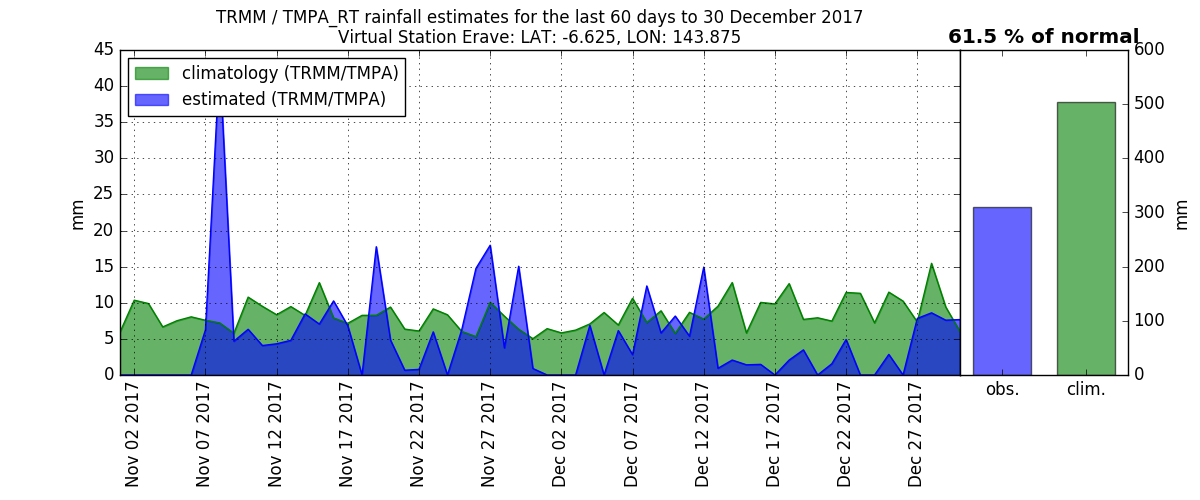 TRMM / TMPA_RT rainfall estimates for the last 60 days to 30 December 2017
Virtual Station Erave: LAT: -6.625, LON: 143.875
61.5 % of normal
climatology (TRMM/TMPA)
estimated (TRMM/TMPA)
mm
45
40
35
30
25
20
15
10
5
0
Nov 02 2017
Nov 07 2017
Nov 12 2017
Nov 17 2017
Nov 22 2017
Nov 27 2017
Dec 02 2017
Dec 07 2017
Dec 12 2017
Dec 17 2017
Dec 22 2017
Dec 27 2017
obs.
clim.
600
500
400
300
200
100
0
mm